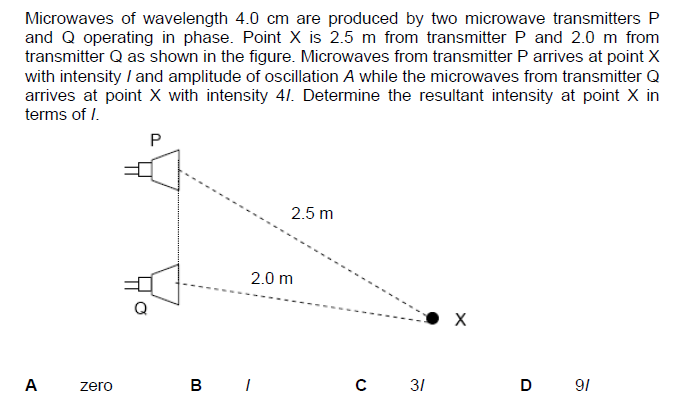 Microwaves of wavelength 4.0 cm are produced by two microwave transmitters P
and Q operating in phase. Point X is 2.5 m from transmitter P and 2.0 m from
transmitter Q as shown in the figure. Microwaves from transmitter P arrives at point X
with intensity I and amplitude of oscillation A while the microwaves from transmitter Q
arrives at point X with intensity 4I. Determine the resultant intensity at point X in
terms of I.
P
2.5 m
2.0 m
Q
X
A zero B I C 3I D 9I